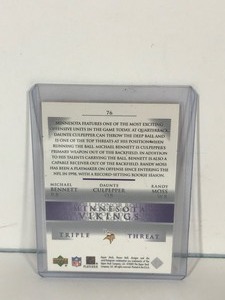 76
MINNESOTA FEATURES ONE OF THE MOST EXCITING
OFFENSIVE UNITS IN THE GAME TODAY. AT QUARTERBACK
DAUNTE CULPEPPER CAN THROW THE DEEP BALL AND
IS ONE OF THE TOP THREATS AT HIS POSITION WHEN
RUNNING THE BALL. MICHAEL BENNETT IS CULPEPPER'S
PRIMARY WEAPON OUT OF THE BACKFIELD. IN ADDITION
TO HIS TALENTS CARRYING THE BALL, BENNETT IS ALSO A
CAPABLE RECEIVER OUT OF THE BACKFIELD. RANDY MOSS
HAS BEEN A PLAYMAKER ON OFFENSE SINCE ENTERING THE
NFL IN 1998, WITH A RECORD-SETTING ROOKIE SEASON.
MICHAEL DAUNTE RANDY
BENNETT CULPEPPER MOSS
MINNESOTA
VIKINGS
TRIPLE THREAT